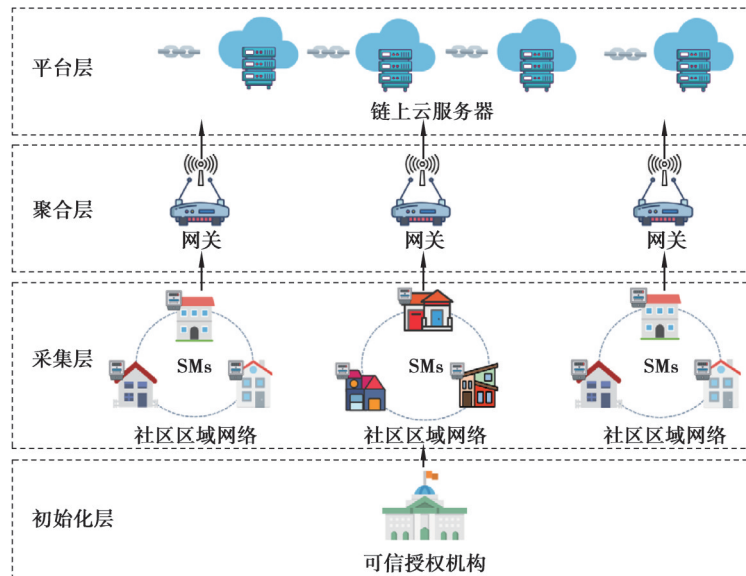 平台层
链上云服务器
聚合层
网关 网关 网关
采集层
SMs SMs SMs
社区区域网络 社区区域网络 社区区域网络
初始化层
可信授权机构